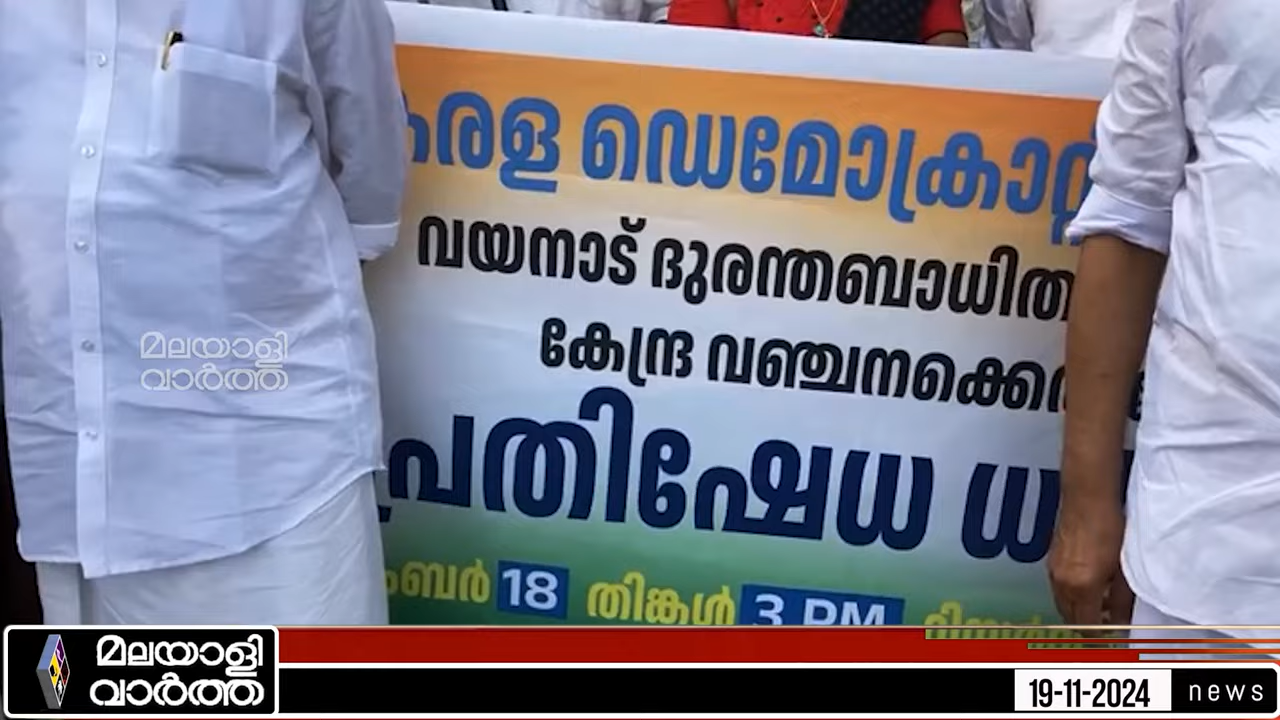 കേരള ഡെമോക്രാറ്റി
വയനാട് ദുരന്തബാധിത
കേന്ദ്ര വഞ്ചനക്കെതി
പ്രതിഷേധ ധ
ംബർ 18 തിങ്കൾ 3 PM
മലയാളി
വാർത്ത
മലയാളി
വാർത്ത
19-11-2024 news